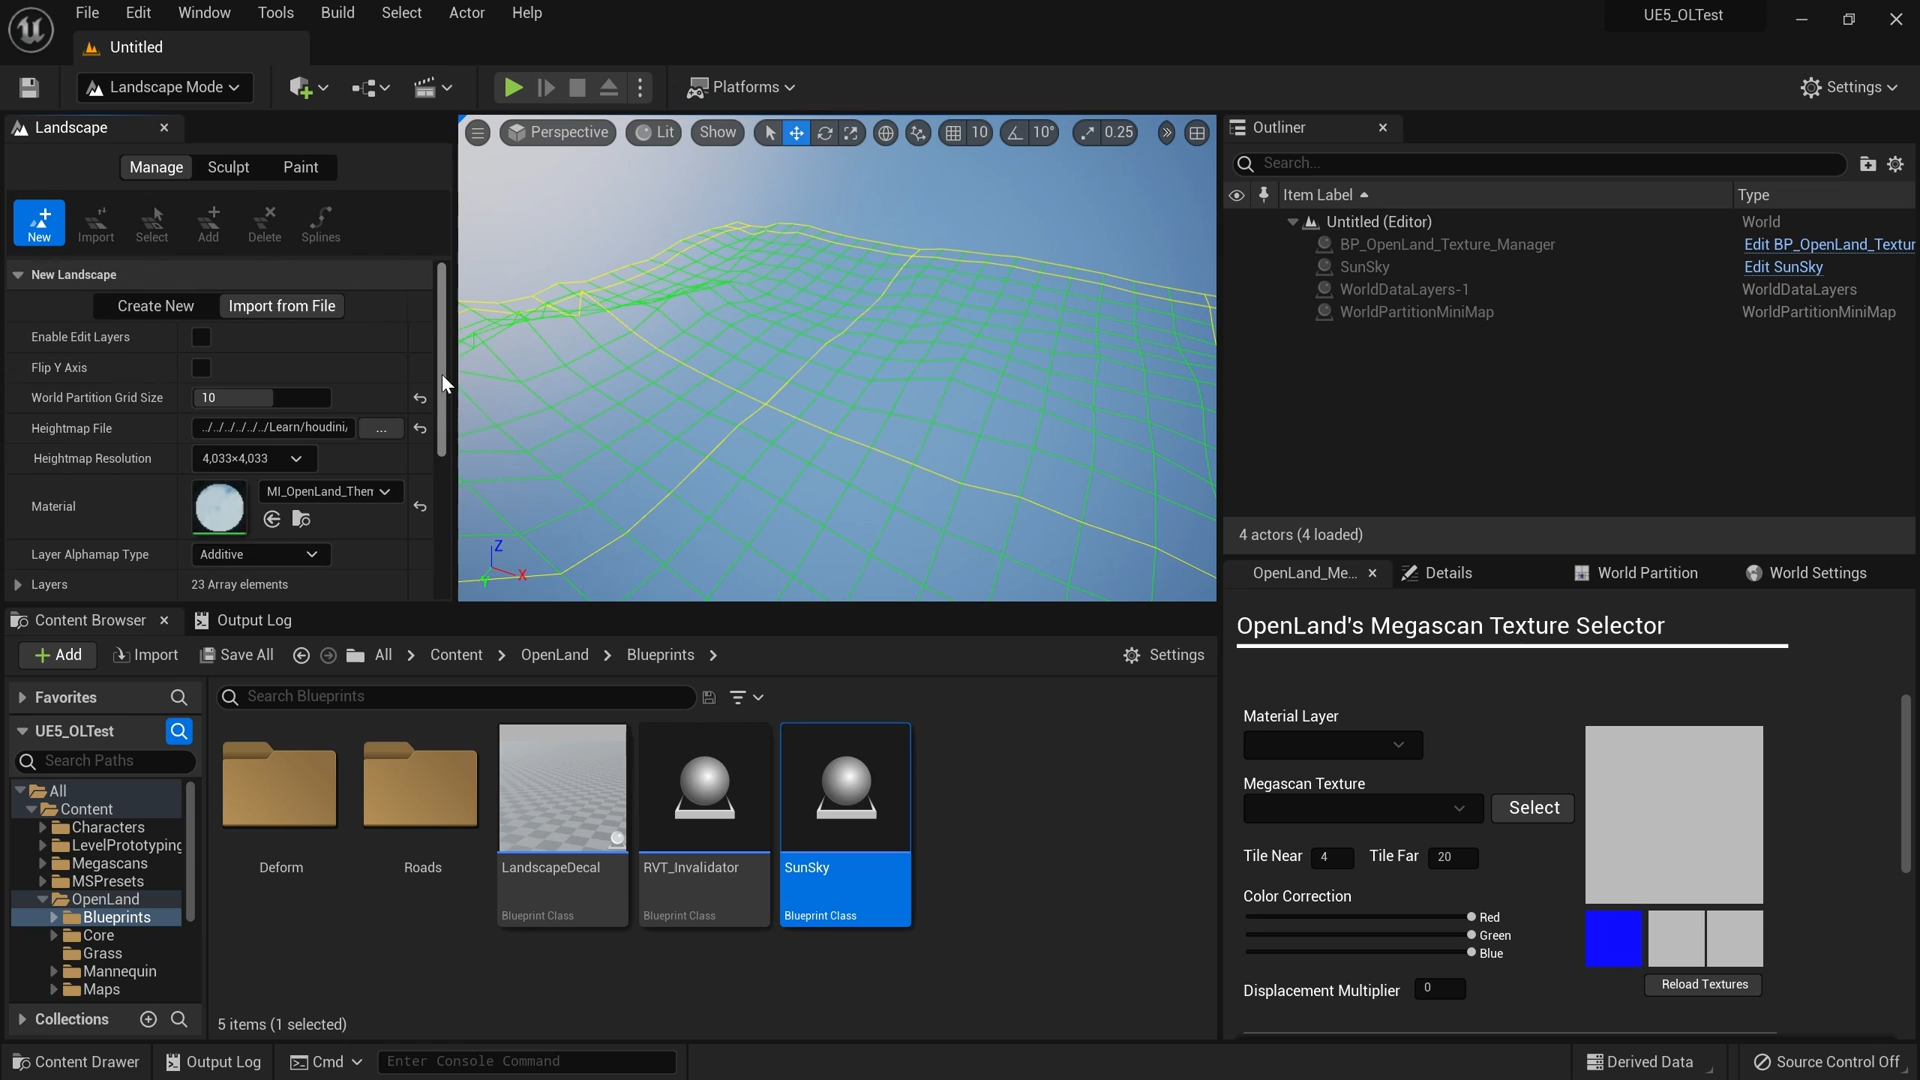 File Edit Window Tools Build Select Actor Help
UE5_OLTest
Untitled
Landscape Mode
Platforms
Settings
Landscape
Manage Sculpt Paint
New Import Select Add Delete Splines
New Landscape
Create New Import from File
Enable Edit Layers
Flip Y Axis
World Partition Grid Size 10
Heightmap File ../../../../../../Learn/houdini/ ...
Heightmap Resolution 4,033×4,033
Material MI_OpenLand_Them
Layer Alphamap Type Additive
Layers 23 Array elements
Perspective Lit Show 10 10° 0.25
Z
X
Y
Outliner
Search...
Item Label Type
Untitled (Editor) World
BP_OpenLand_Texture_Manager Edit BP_OpenLand_Textur
SunSky Edit SunSky
WorldDataLayers-1 WorldDataLayers
WorldPartitionMiniMap WorldPartitionMiniMap
4 actors (4 loaded)
OpenLand_Me... Details World Partition World Settings
OpenLand's Megascan Texture Selector
Material Layer
Megascan Texture
Select
Tile Near 4 Tile Far 20
Color Correction
Red
Green
Blue
Displacement Multiplier 0
Reload Textures
Content Browser Output Log
Add Import Save All All Content OpenLand Blueprints Settings
Favorites
UE5_OLTest
Search Paths
All
Content
Characters
LevelPrototyping
Megascans
MSPresets
OpenLand
Blueprints
Core
Grass
Mannequin
Maps
Collections
Search Blueprints
Deform
Roads
LandscapeDecal
Blueprint Class
RVT_Invalidator
Blueprint Class
SunSky
Blueprint Class
5 items (1 selected)
Content Drawer Output Log Cmd Enter Console Command Derived Data Source Control Off